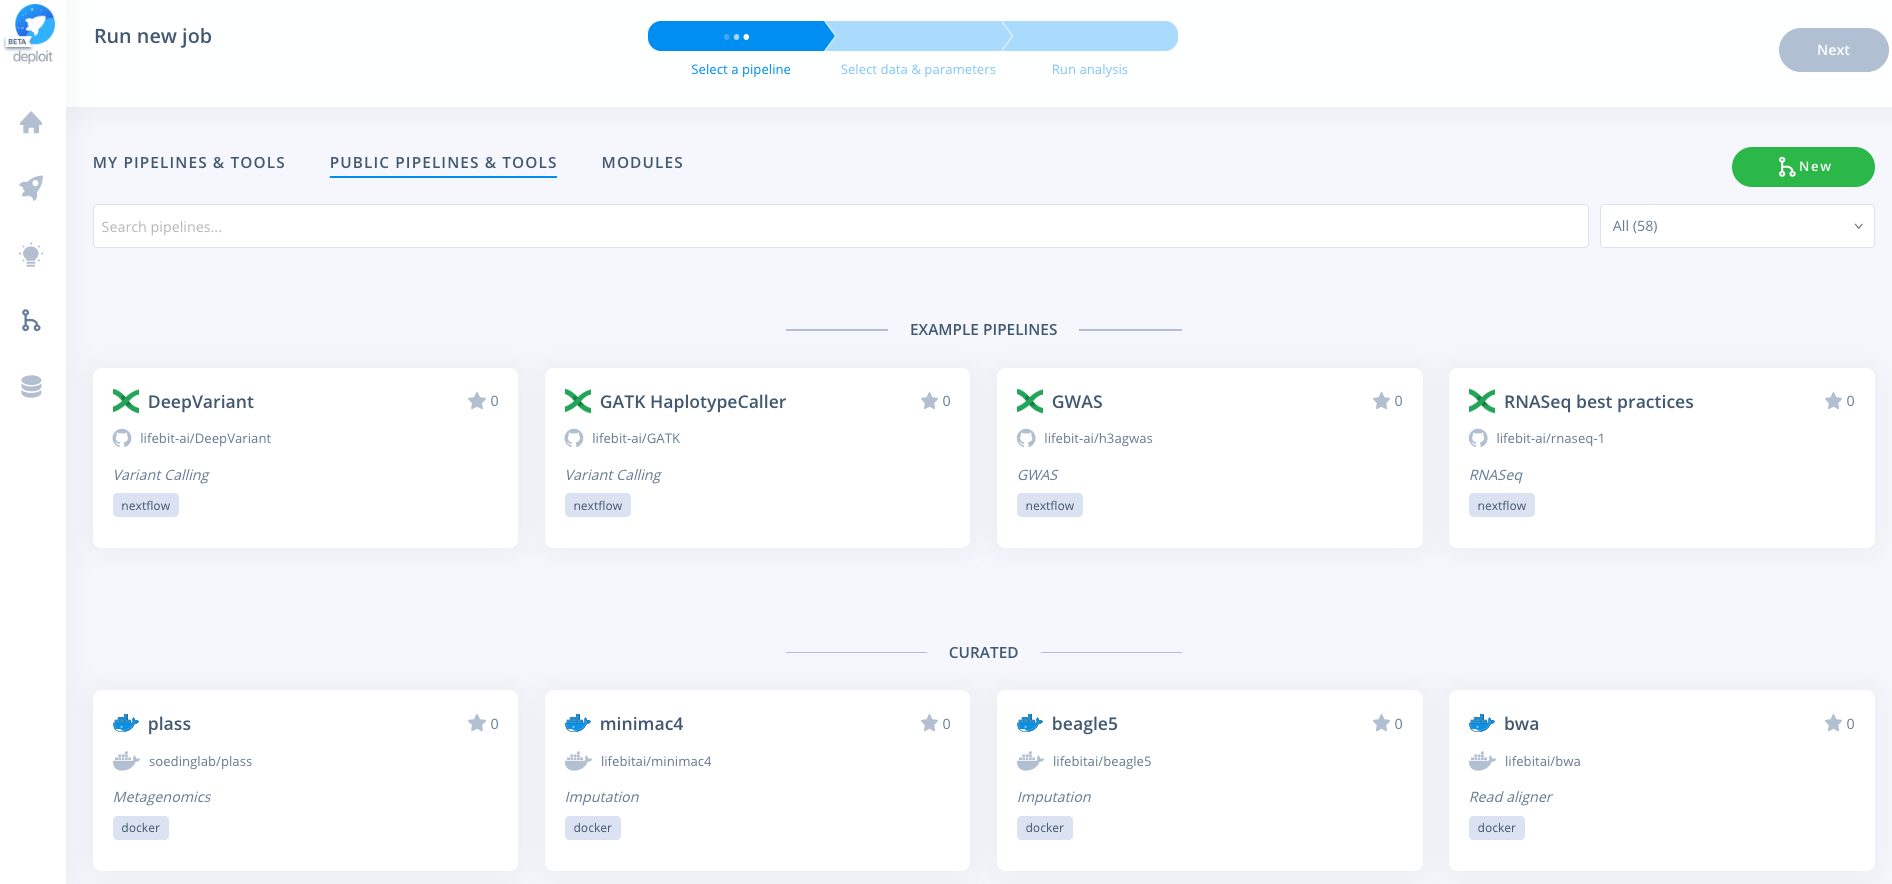 BETA
deploit
Run new job
Select a pipeline
Select data & parameters
Run analysis
Next
MY PIPELINES & TOOLS
PUBLIC PIPELINES & TOOLS
MODULES
New
Search pipelines...
All (58)
EXAMPLE PIPELINES
DeepVariant
0
lifebit-ai/DeepVariant
Variant Calling
nextflow
GATK HaplotypeCaller
0
lifebit-ai/GATK
Variant Calling
nextflow
GWAS
0
lifebit-ai/h3agwas
GWAS
nextflow
RNASeq best practices
0
lifebit-ai/rnaseq-1
RNASeq
nextflow
CURATED
plass
0
soedinglab/plass
Metagenomics
docker
minimac4
0
lifebitai/minimac4
Imputation
docker
beagle5
0
lifebitai/beagle5
Imputation
docker
bwa
0
lifebitai/bwa
Read aligner
docker